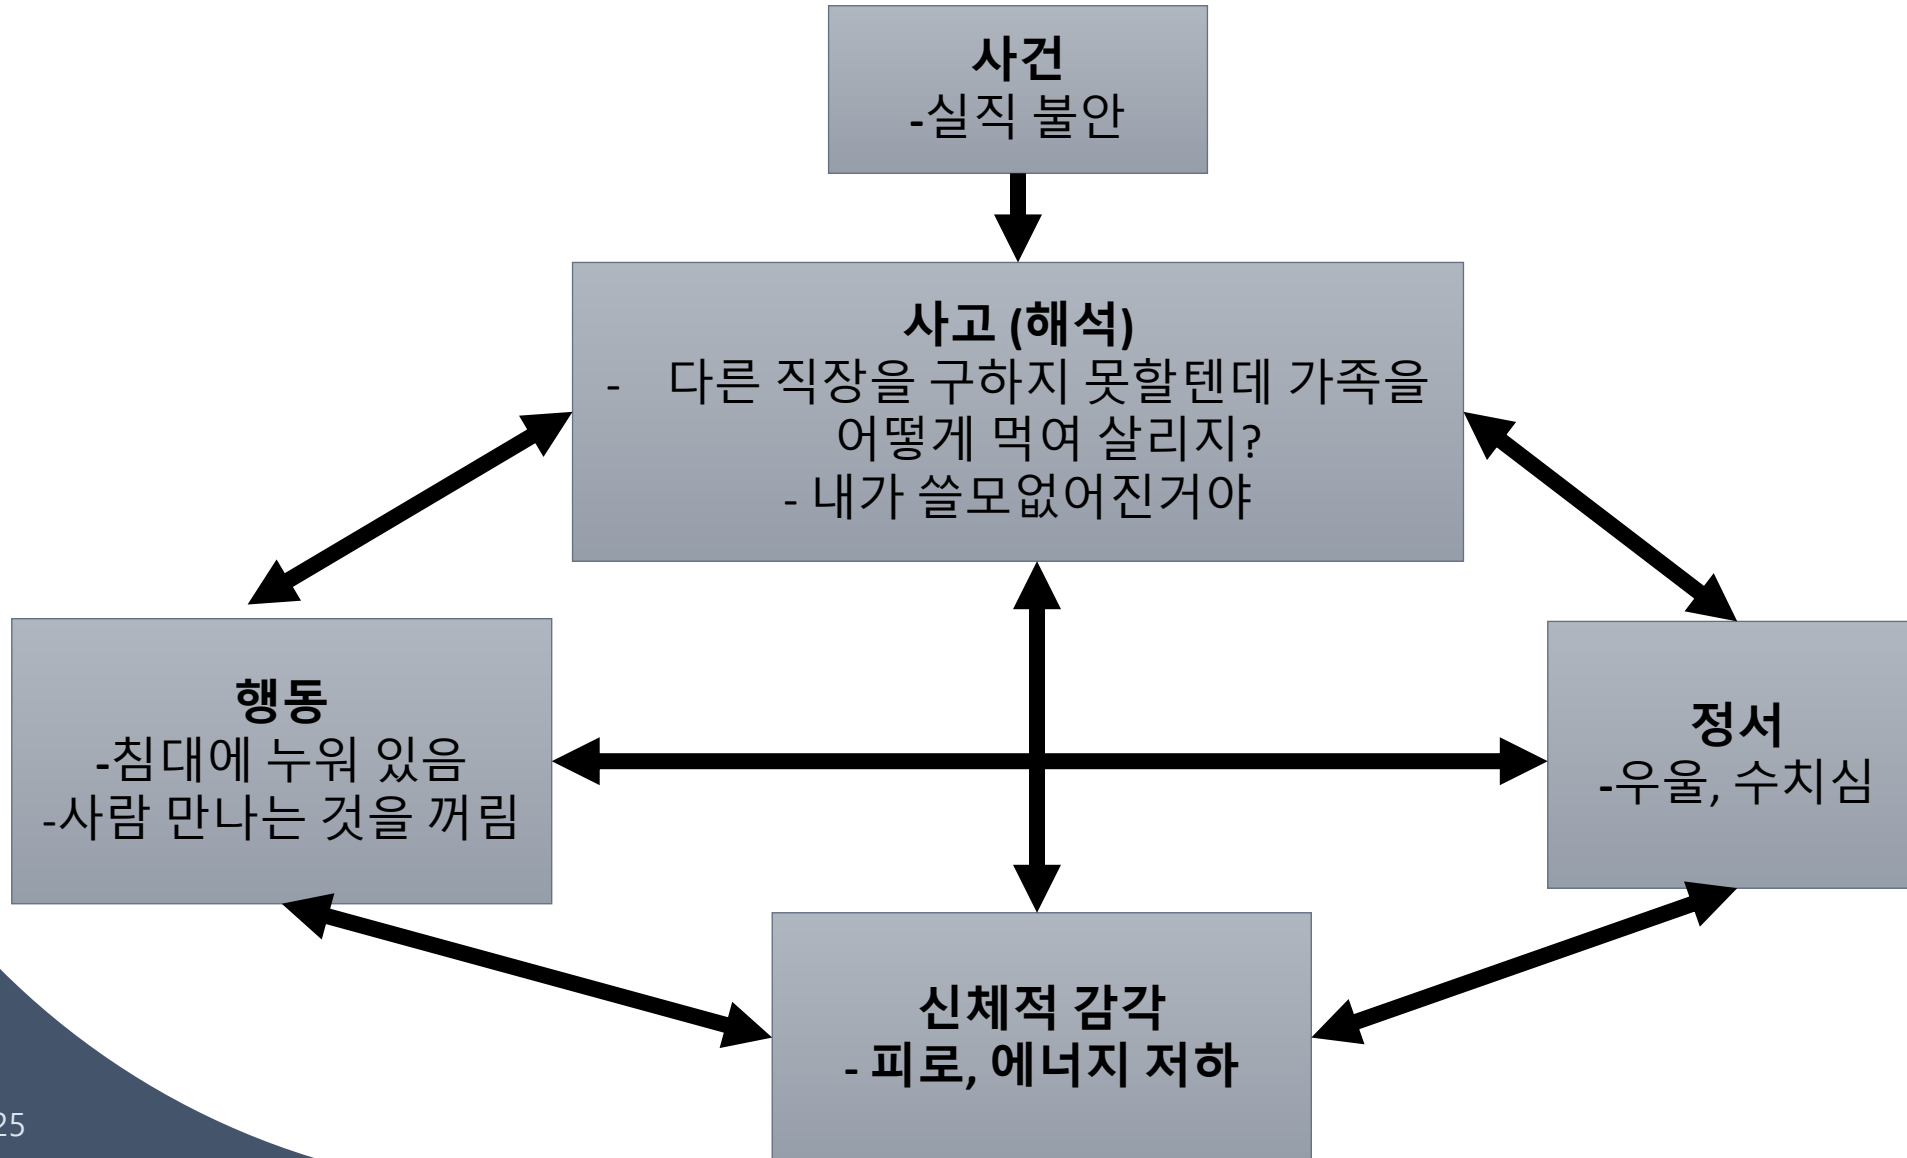 사건
-실직 불안
사고 (해석)
- 다른 직장을 구하지 못할텐데 가족을
어떻게 먹여 살리지?
- 내가 쓸모없어진거야
행동
-침대에 누워 있음
-사람 만나는 것을 꺼림
정서
-우울, 수치심
신체적 감각
- 피로, 에너지 저하
25